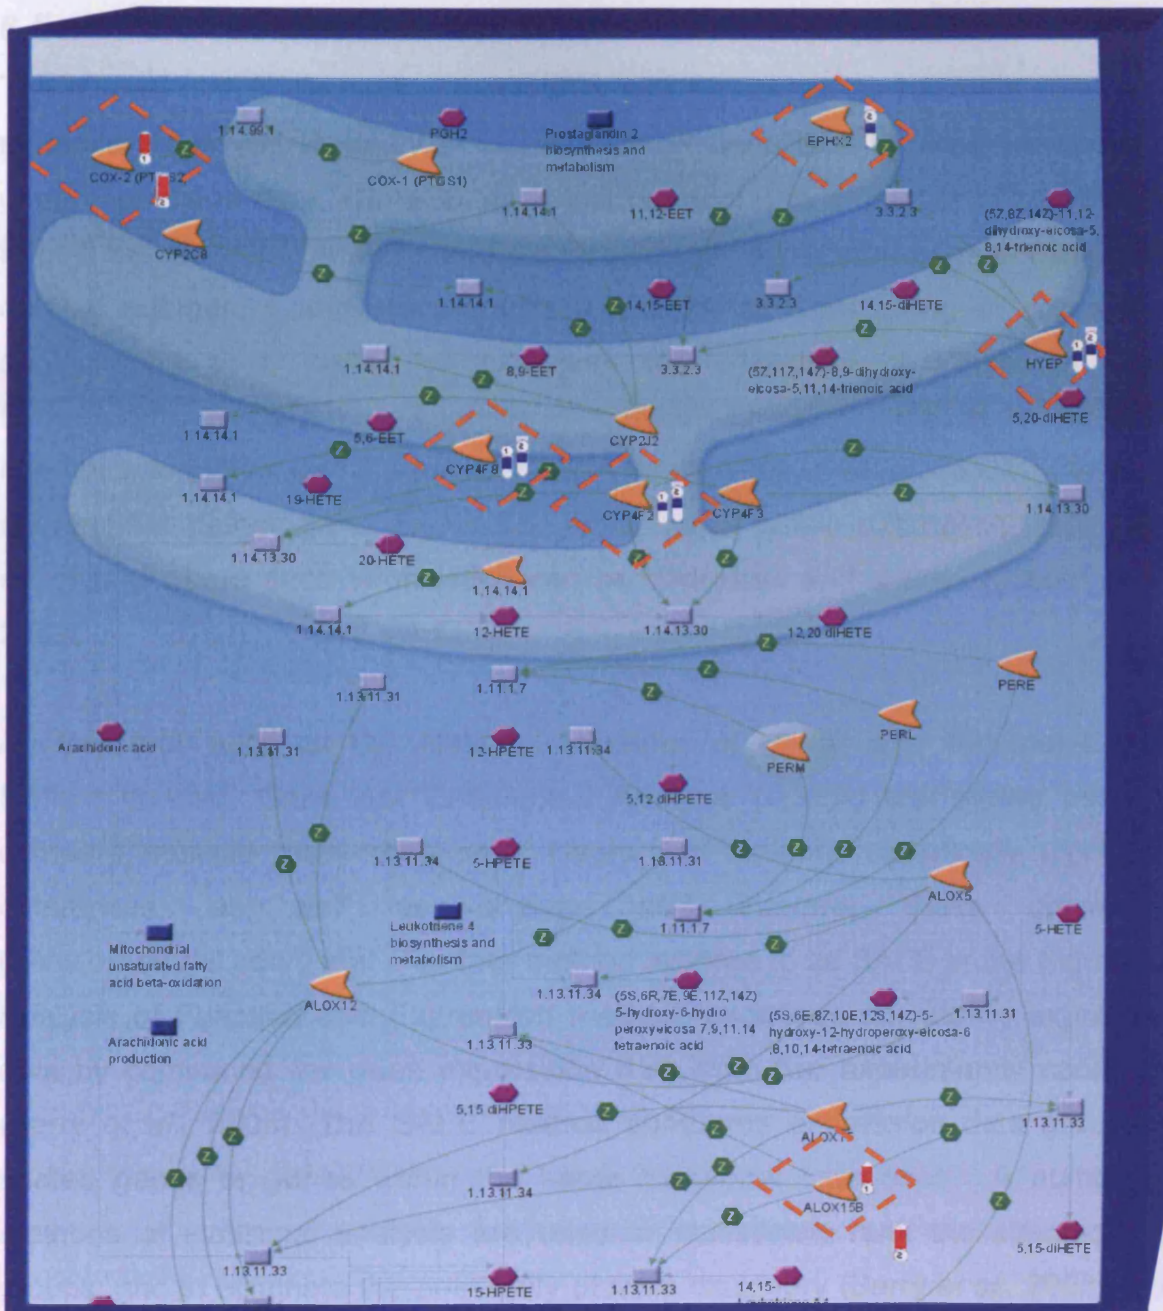 1.14.99.1
PGH2
Prostaglandin 2
biosynthesis and
metabolism
EPHX2
COX-2 (PTGS2)
COX-1 (PTGS1)
1.14.14.1
11,12-EET
3.3.2.3
(5Z,8Z,14Z)-11,12-
dihydroxy-eicosa-5,
8,14-trienoic acid
CYP2C8
1.14.14.1
14,15-EET
3.3.2.3
14,15-diHETE
1.14.14.1
8,9-EET
3.3.2.3
(5Z,11Z,14Z)-8,9-dihydroxy-
eicosa-5,11,14-trienoic acid
HYEP
5,20-diHETE
1.14.14.1
5,6-EET
CYP2J2
CYP4F8
1.14.14.1
19-HETE
CYP4F2
CYP4F3
1.14.13.30
1.14.13.30
20-HETE
1.14.14.1
1.14.14.1
12-HETE
1.14.13.30
12,20 diHETE
1.13.11.31
1.11.1.7
PERE
Arachidonic acid
1.13.11.31
12-HPETE
1.13.11.34
PERM
PERL
5,12 diHPETE
1.13.11.34
5-HPETE
1.13.11.31
ALOX5
Leukotriene 4
biosynthesis and
metabolism
1.11.1.7
5-HETE
Mitochondrial
unsaturated fatty
acid beta-oxidation
ALOX12
1.13.11.34
(5S,6R,7E,9E,11Z,14Z)
5-hydroxy-6-hydro
peroxyeicosa 7,9,11,14
tetraenoic acid
(5S,6E,8Z,10E,12S,14Z)-5-
hydroxy-12-hydroperoxy-eicosa-6
,8,10,14-tetraenoic acid
1.13.11.31
Arachidonic acid
production
1.13.11.33
5,15 diHPETE
ALOX15
1.13.11.33
1.13.11.34
ALOX15B
1.13.11.33
5,15-diHETE
15-HPETE
1.13.11.33
14,15-